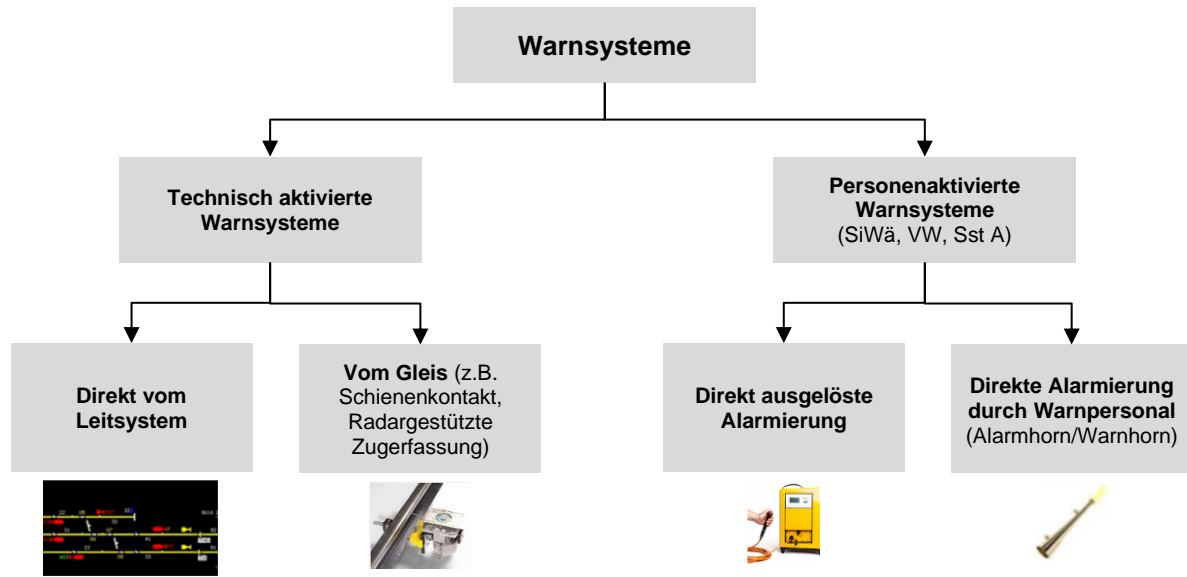 Warnsysteme
Technisch aktivierte
Warnsysteme
Personenaktivierte
Warnsysteme
(SiWä, VW, Sst A)
Direkt vom
Leitsystem
Vom Gleis (z.B.
Schienenkontakt,
Radargestützte
Zugerfassung)
Direkt ausgelöste
Alarmierung
Direkte Alarmierung
durch Warnpersonal
(Alarmhorn/Warnhorn)